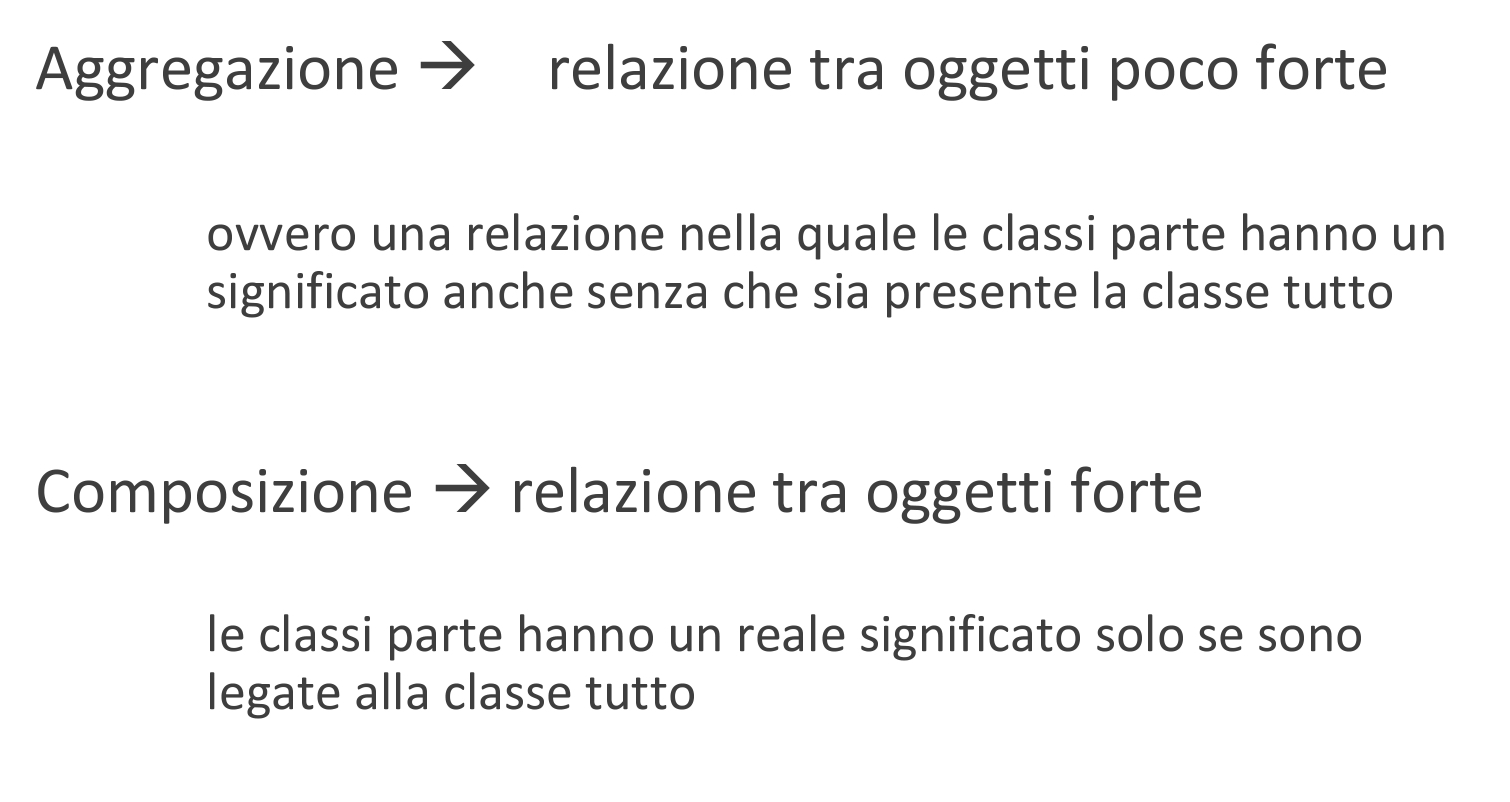 Aggregazione → relazione tra oggetti poco forte
ovvero una relazione nella quale le classi parte hanno un
significato anche senza che sia presente la classe tutto
Composizione → relazione tra oggetti forte
le classi parte hanno un reale significato solo se sono
legate alla classe tutto